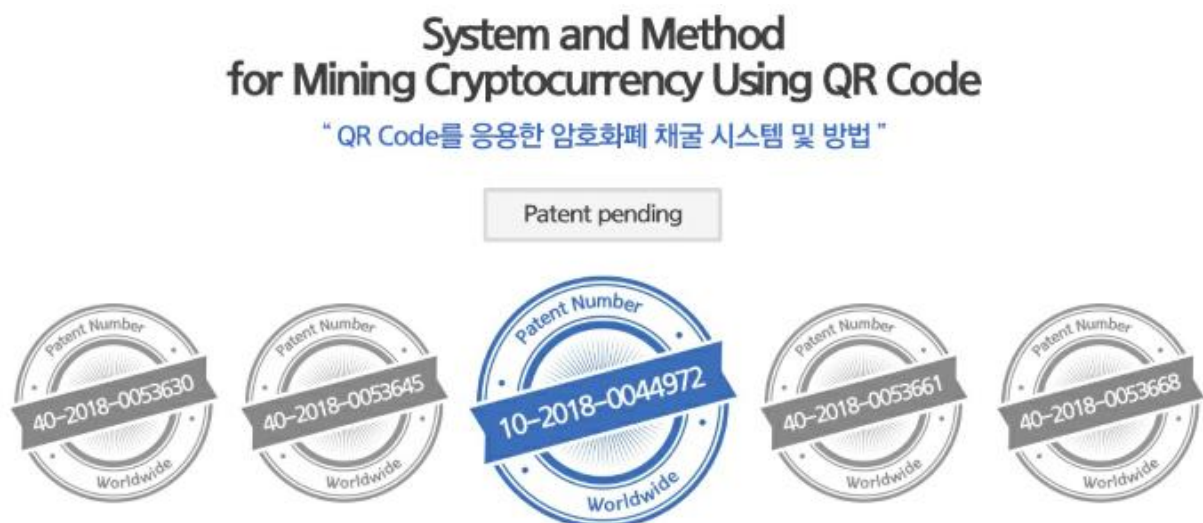 System and Method
for Mining Cryptocurrency Using QR Code
“ QR Code를 응용한 암호화폐 채굴 시스템 및 방법 ”
Patent pending
Patent Number
40-2018-0053630
Worldwide
Patent Number
40-2018-0053645
Worldwide
Patent Number
10-2018-0044972
Worldwide
Patent Number
40-2018-0053661
Worldwide
Patent Number
40-2018-0053668
Worldwide